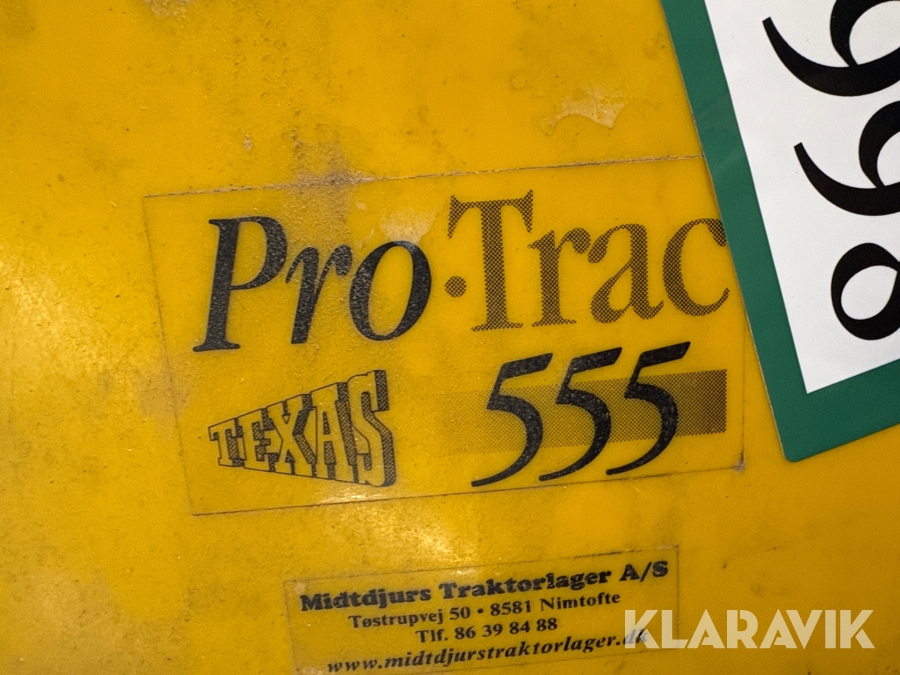 Pro·Trac
TEXAS
555
Midtdjurs Traktorlager A/S
Tøstrupvej 50 • 8581 Nimtofte
Tlf. 86 39 84 88
www.midtdjurstraktorlager.dk
866
KLARAVIK